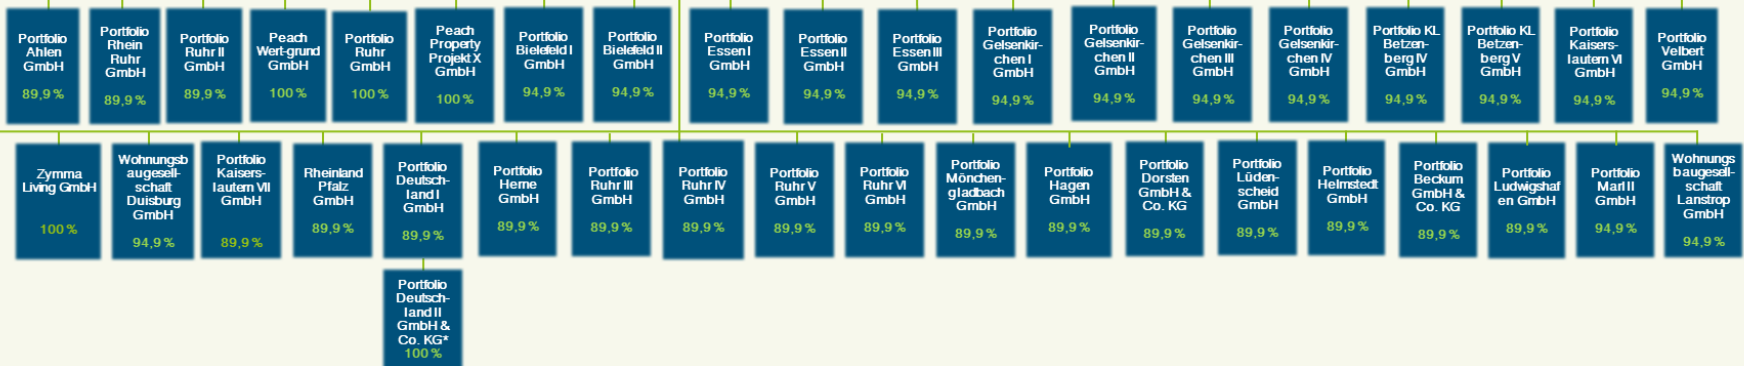 Portfolio
Ahlen
GmbH
89,9 %
Portfolio
Rhein
Ruhr
GmbH
89,9 %
Portfolio
Ruhr II
GmbH
89,9 %
Peach
Wert-grund
GmbH
100 %
Portfolio
Ruhr
GmbH
100 %
Peach
Property
Projekt X
GmbH
100 %
Portfolio
Bielefeld I
GmbH
94,9 %
Portfolio
Bielefeld II
GmbH
94,9 %
Portfolio
Essen I
GmbH
94,9 %
Portfolio
Essen II
GmbH
94,9 %
Portfolio
Essen III
GmbH
94,9 %
Portfolio
Gelsenkir-
chen I
GmbH
94,9 %
Portfolio
Gelsenkir-
chen II
GmbH
94,9 %
Portfolio
Gelsenkir-
chen III
GmbH
94,9 %
Portfolio
Gelsenkir-
chen IV
GmbH
94,9 %
Portfolio KL
Betzen-
berg IV
GmbH
94,9 %
Portfolio KL
Betzen-
berg V
GmbH
94,9 %
Portfolio
Kaisers-
lautern VI
GmbH
94,9 %
Portfolio
Velbert
GmbH
94,9 %
Zymma
Living GmbH
100 %
Wohnungsb
augesell-
schaft
Duisburg
GmbH
94,9 %
Portfolio
Kaisers-
lautern VII
GmbH
89,9 %
Rheinland
Pfalz
GmbH
89,9 %
Portfolio
Deutsch-
land I
GmbH
89,9 %
Portfolio
Herne
GmbH
89,9 %
Portfolio
Ruhr III
GmbH
89,9 %
Portfolio
Ruhr IV
GmbH
89,9 %
Portfolio
Ruhr V
GmbH
89,9 %
Portfolio
Ruhr VI
GmbH
89,9 %
Portfolio
Mönchen-
gladbach
GmbH
89,9 %
Portfolio
Hagen
GmbH
89,9 %
Portfolio
Dorsten
GmbH &
Co. KG
89,9 %
Portfolio
Lüden-
scheid
GmbH
89,9 %
Portfolio
Helmstedt
GmbH
89,9 %
Portfolio
Beckum
GmbH &
Co. KG
89,9 %
Portfolio
Ludwigshaf
en GmbH
89,9 %
Portfolio
Marl II
GmbH
94,9 %
Wohnungs
baugesell-
schaft
Lanstrop
GmbH
94,9 %
Portfolio
Deutsch-
land II
GmbH &
Co. KG*
100 %